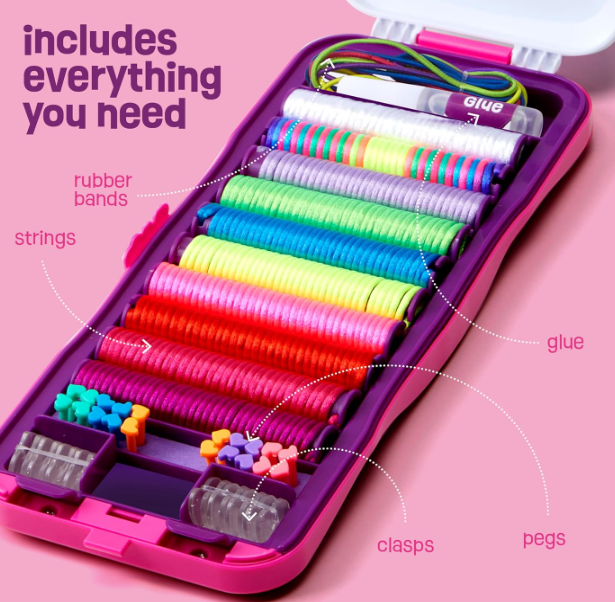 includes
everything
you need
Glue
rubber
bands
strings
glue
clasps
pegs